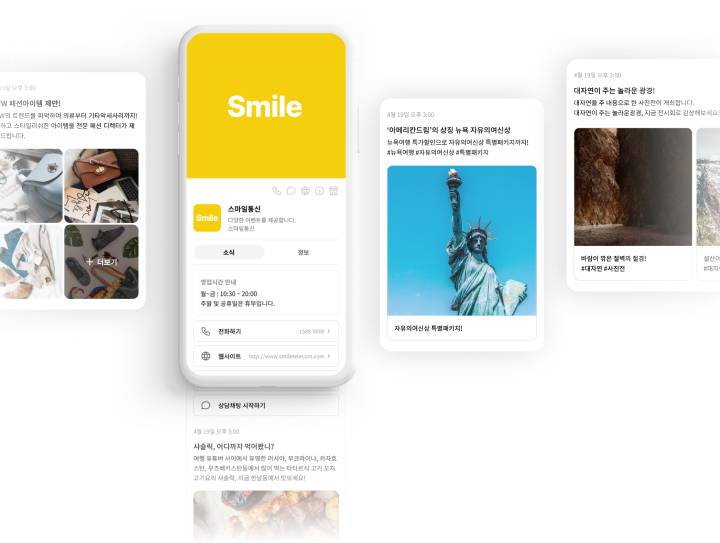 4월 19일 오후 3:00
패션아이템 제안!
트렌드를 파악하여 의류부터 기타악세사리까지!
하고 스타일리쉬한 아이템을 전문 패션 디렉터가 제
드립니다.
더보기
Smile
Smile
스마일통신
다양한 이벤트를 제공합니다.
스마일통신
소식
정보
영업시간 안내
월~금 : 10:30 ~ 20:00
주말 및 공휴일은 휴무입니다.
전화하기
1588-0000
웹사이트
http://www.smileselecom.com
상담채팅 시작하기
4월 19일 오후 3:00
샤슬릭, 어디까지 먹어봤니?
여행 유튜버 사이에서 유명한 러시아, 우크라이나, 카자흐
스탄, 우즈베키스탄등에서 많이 먹는 타타르식 고기 꼬치
고기요리 샤슬릭, 지금 한남동에서 맛보세요!
4월 19일 오후 3:00
‘아메리칸드림’의 상징 뉴욕 자유의여신상
뉴욕여행 특가할인으로 자유의여신상 특별패키지까지!
#뉴욕여행 #자유의여신상 #특별패키지
자유의여신상 특별패키지!
4월 19일 오후 3:00
대자연이 주는 놀라운 광경!
대자연을 주 내용으로 한 사진전이 개최합니다.
대자연이 주는 놀라운광경, 지금 전시회로 감상해보세요!
바람이 깎은 절벽의 절경!
#대자연 #사진전
설산이
#대자